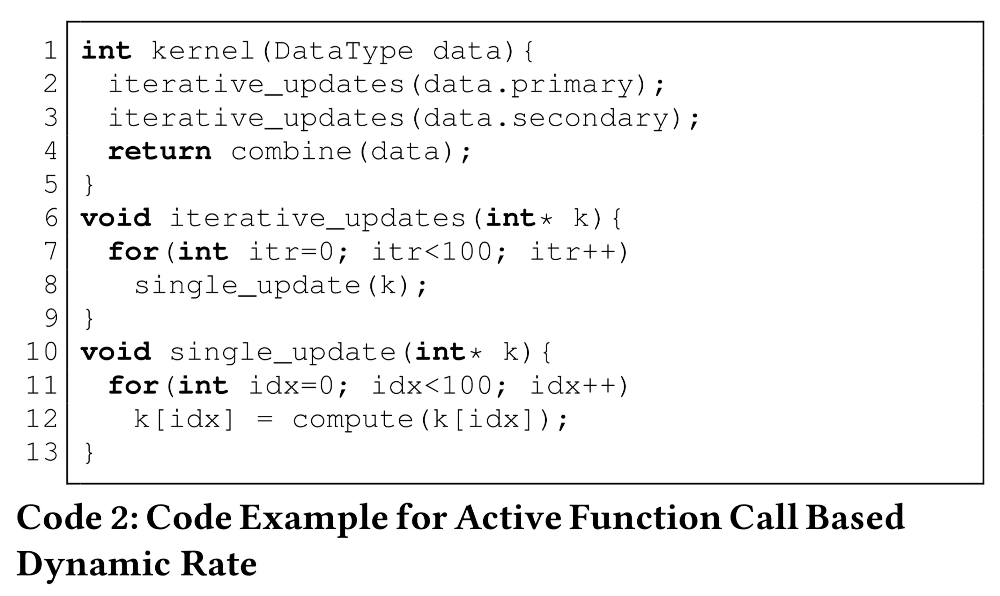 1 int kernel(DataType data){
2   iterative_updates(data.primary);
3   iterative_updates(data.secondary);
4   return combine(data);
5 }
6 void iterative_updates(int* k){
7   for(int itr=0; itr<100; itr++)
8     single_update(k);
9 }
10 void single_update(int* k){
11   for(int idx=0; idx<100; idx++)
12     k[idx] = compute(k[idx]);
13 }
Code 2: Code Example for Active Function Call Based
Dynamic Rate